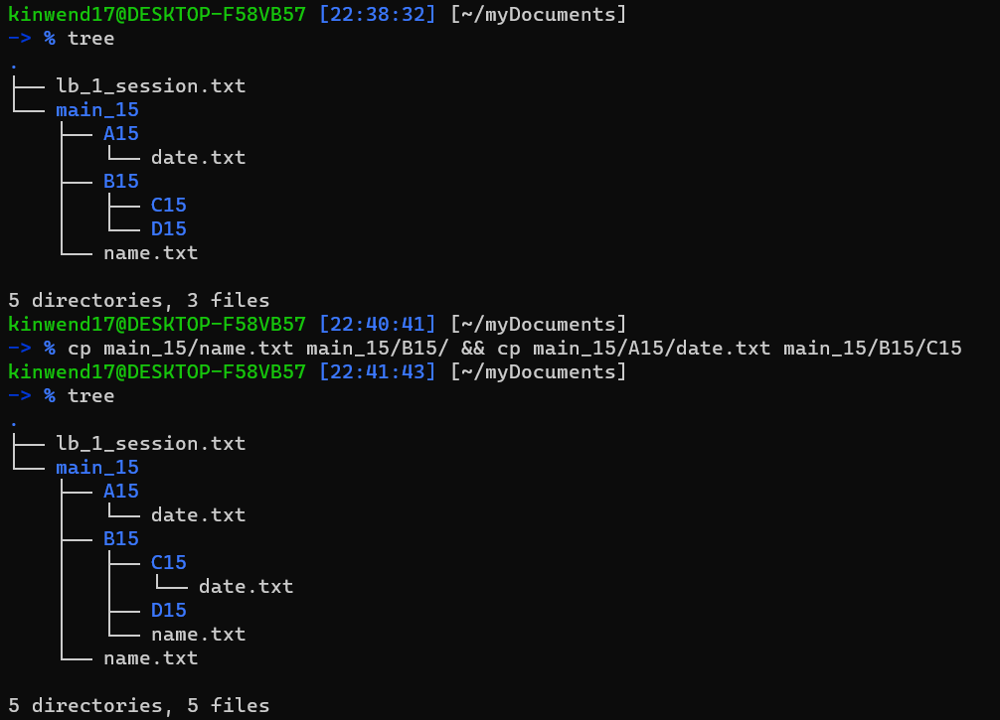 kinwend17@DESKTOP-F58VB57 [22:38:32] [~/myDocuments]
-> % tree
.
├── lb_1_session.txt
└── main_15
    ├── A15
    │   └── date.txt
    ├── B15
    │   ├── C15
    │   └── D15
    └── name.txt

5 directories, 3 files
kinwend17@DESKTOP-F58VB57 [22:40:41] [~/myDocuments]
-> % cp main_15/name.txt main_15/B15/ && cp main_15/A15/date.txt main_15/B15/C15
kinwend17@DESKTOP-F58VB57 [22:41:43] [~/myDocuments]
-> % tree
.
├── lb_1_session.txt
└── main_15
    ├── A15
    │   └── date.txt
    ├── B15
    │   ├── C15
    │   │   └── date.txt
    │   ├── D15
    │   └── name.txt
    └── name.txt

5 directories, 5 files